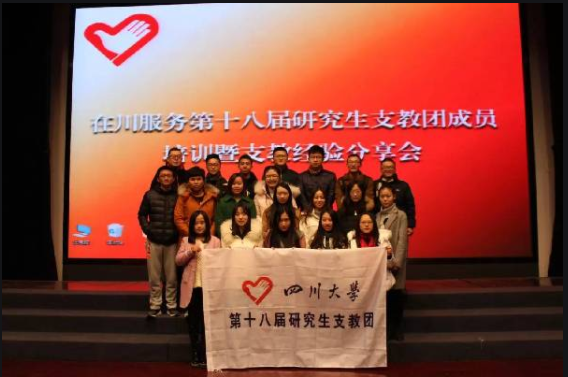 在川服务第十八届研究生支教团成员
培训暨支教经验分享会
四川大学
第十八届研究生支教团